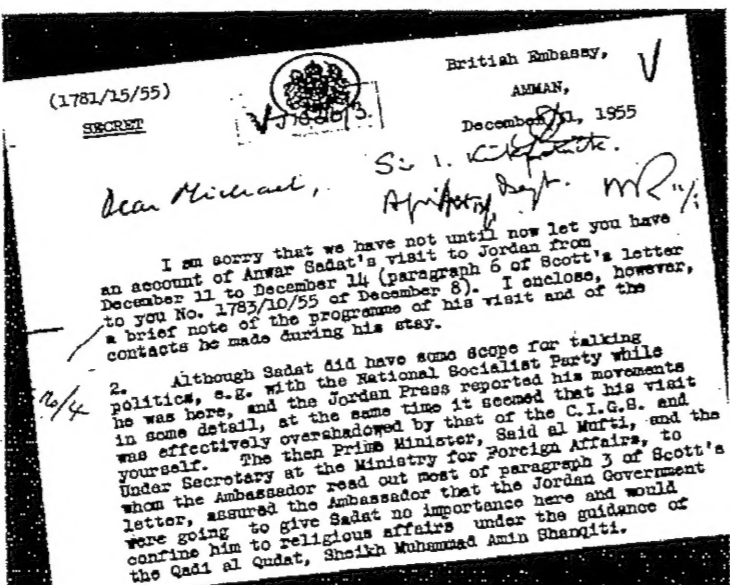 (1781/15/55)
SECRET
British Embassy,
AMMAN,
December 31, 1955
Dear Michael,
Sir I. Kirkpatrick.
African Dept.
I am sorry that we have not until now let you have
an account of Anwar Sadat's visit to Jordan from
December 11 to December 14 (paragraph 6 of Scott's letter
to you No. 1783/10/55 of December 8). I enclose, however,
a brief note of the programme of his visit and of the
contacts he made during his stay.
2. Although Sadat did have some scope for talking
politics, e.g. with the National Socialist Party while
he was here, and the Jordan Press reported his movements
in some detail, at the same time it seemed that his visit
was effectively overshadowed by that of the C.I.G.S. and
yourself. The then Prime Minister, Said al Mufti, and the
Under Secretary at the Ministry for Foreign Affairs, to
whom the Ambassador read out most of paragraph 3 of Scott's
letter, assured the Ambassador that the Jordan Government
were going to give Sadat no importance here and would
confine him to religious affairs under the guidance of
the Qadi al Qudat, Sheikh Muhammad Amin Shanqiti.